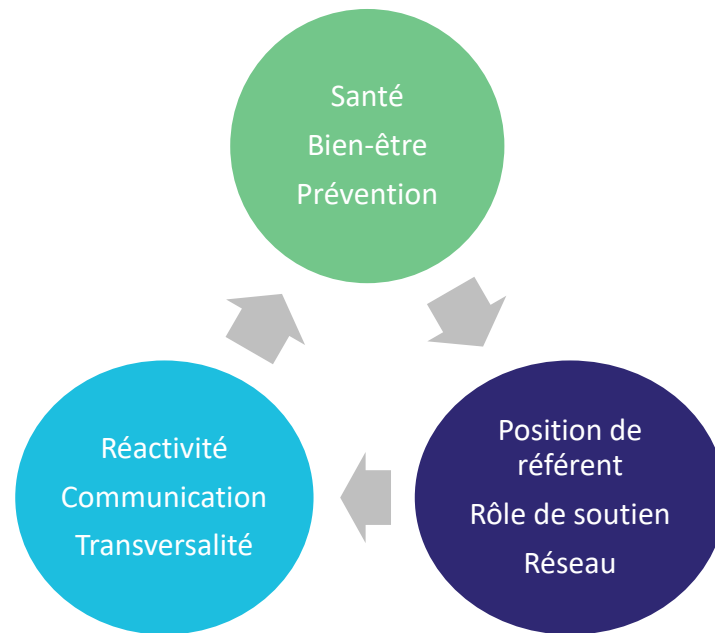 Santé
Bien-être
Prévention
Réactivité
Communication
Transversalité
Position de
référent
Rôle de soutien
Réseau